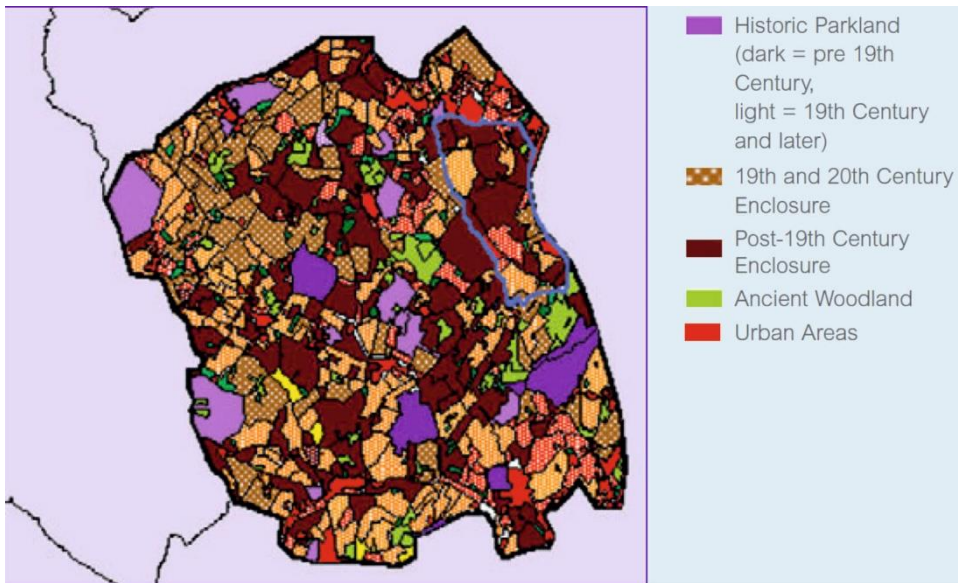 Historic Parkland
(dark = pre 19th
Century,
light = 19th Century
and later)
19th and 20th Century
Enclosure
Post-19th Century
Enclosure
Ancient Woodland
Urban Areas